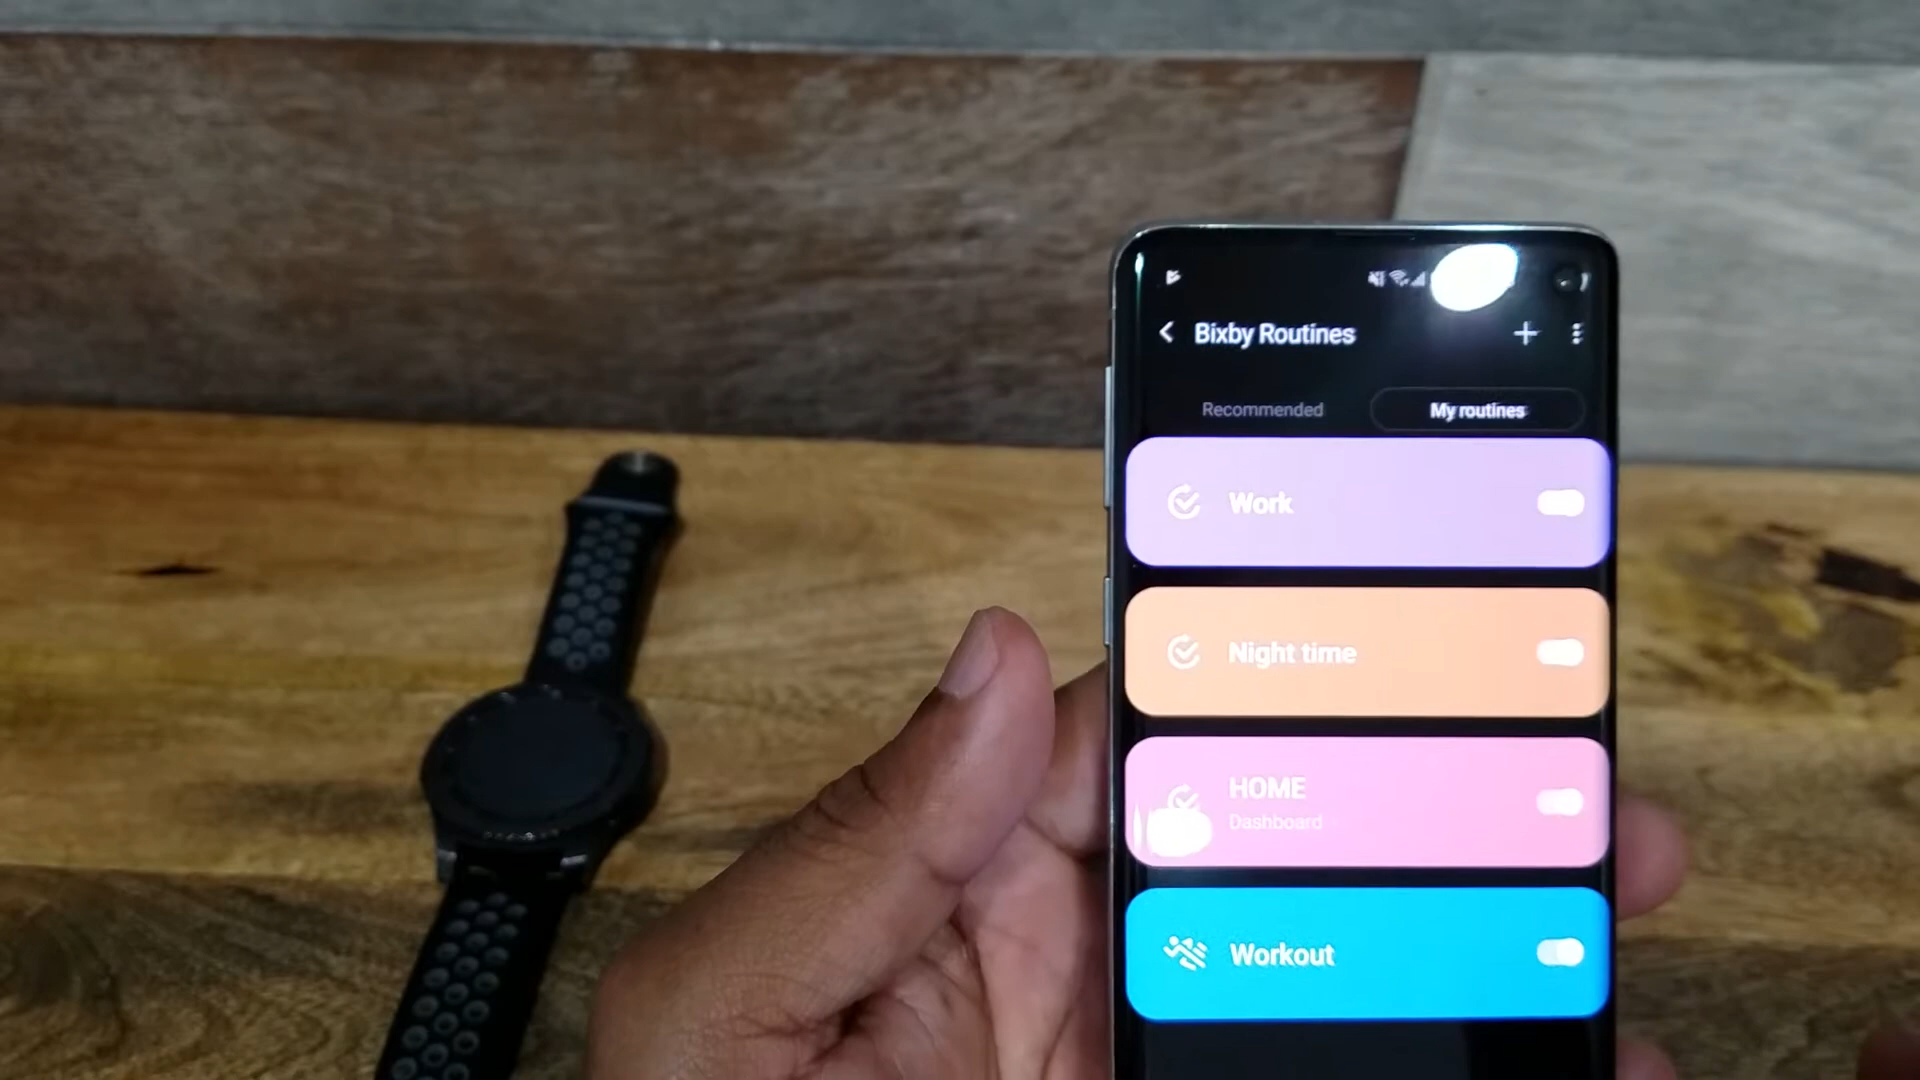 Bixby Routines
Recommended
My routines
Work
Night time
HOME
Dashboard
Workout